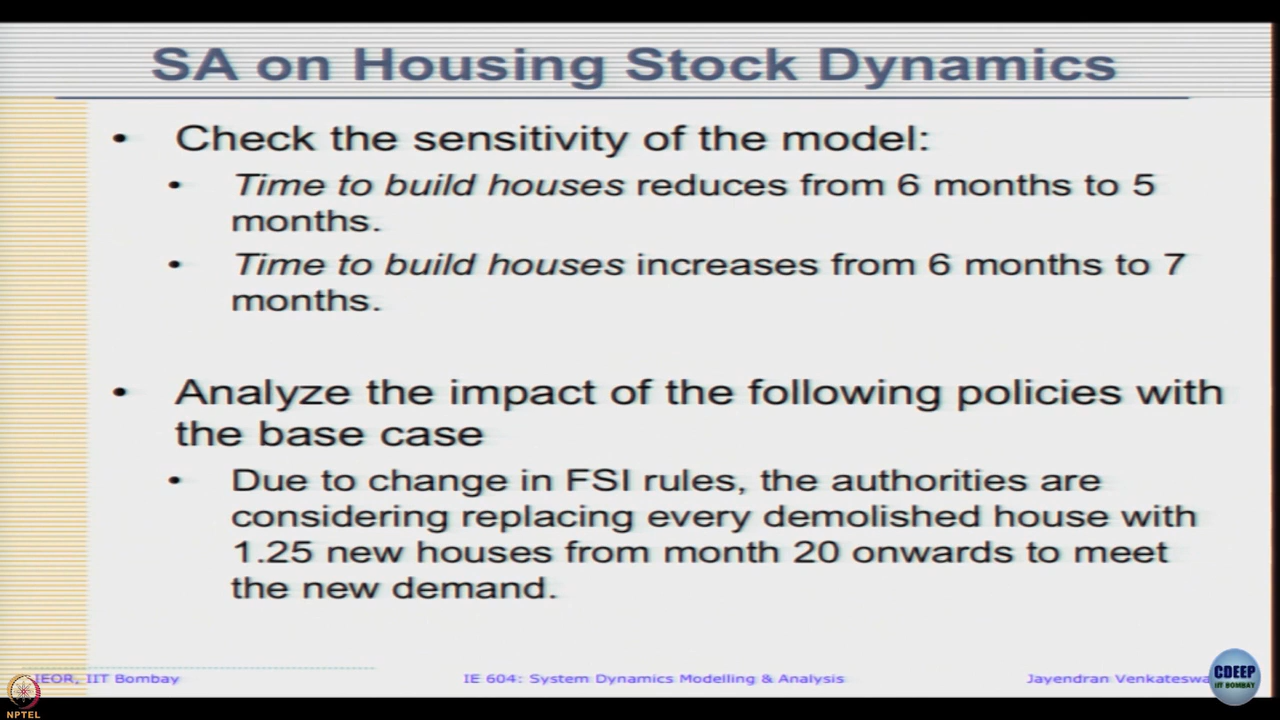 SA on Housing Stock Dynamics
• Check the sensitivity of the model:
• Time to build houses reduces from 6 months to 5
months.
• Time to build houses increases from 6 months to 7
months.
• Analyze the impact of the following policies with
the base case
• Due to change in FSI rules, the authorities are
considering replacing every demolished house with
1.25 new houses from month 20 onwards to meet
the new demand.
IEOR, IIT Bombay
IE 604: System Dynamics Modelling & Analysis
Jayendran Venkateswa
CDEEP
IIT BOMBAY
NPTEL